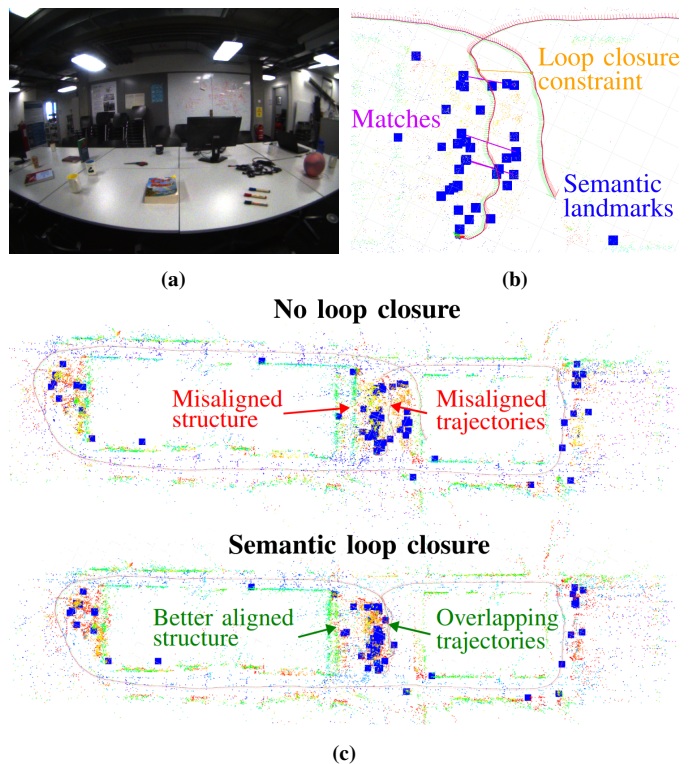 Loop closure
constraint
Matches
Semantic
landmarks
(a)
(b)
No loop closure
Misaligned
structure
Misaligned
trajectories
Semantic loop closure
Better aligned
structure
Overlapping
trajectories
(c)